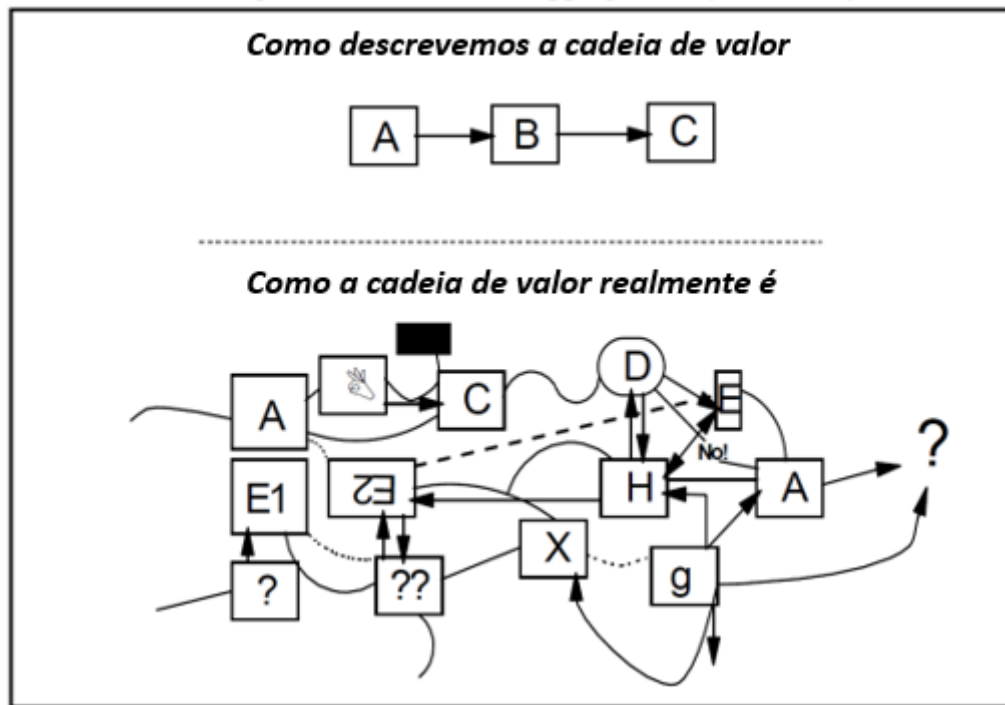 Como descrevemos a cadeia de valor
A B C
Como a cadeia de valor realmente é
D
A C E
No!
?
E1 E2 H A
X
? ?? g